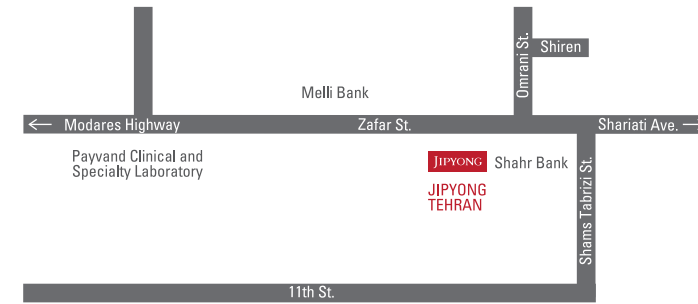 Omrani St.
Shiren
Melli Bank
← Modares Highway
Zafar St.
Shariati Ave.
Payvand Clinical and
Specialty Laboratory
JIPYONG
Shahr Bank
JIPYONG
TEHRAN
Shams Tabrizi St.
11th St.